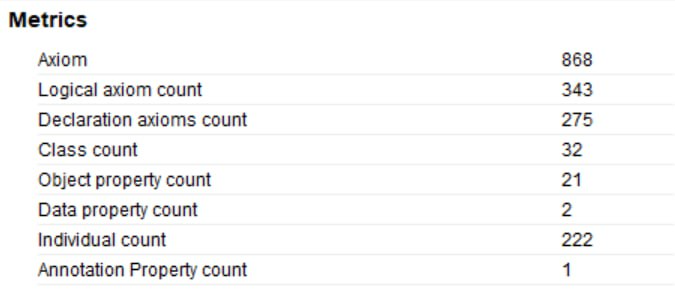 Metrics
Axiom 868
Logical axiom count 343
Declaration axioms count 275
Class count 32
Object property count 21
Data property count 2
Individual count 222
Annotation Property count 1